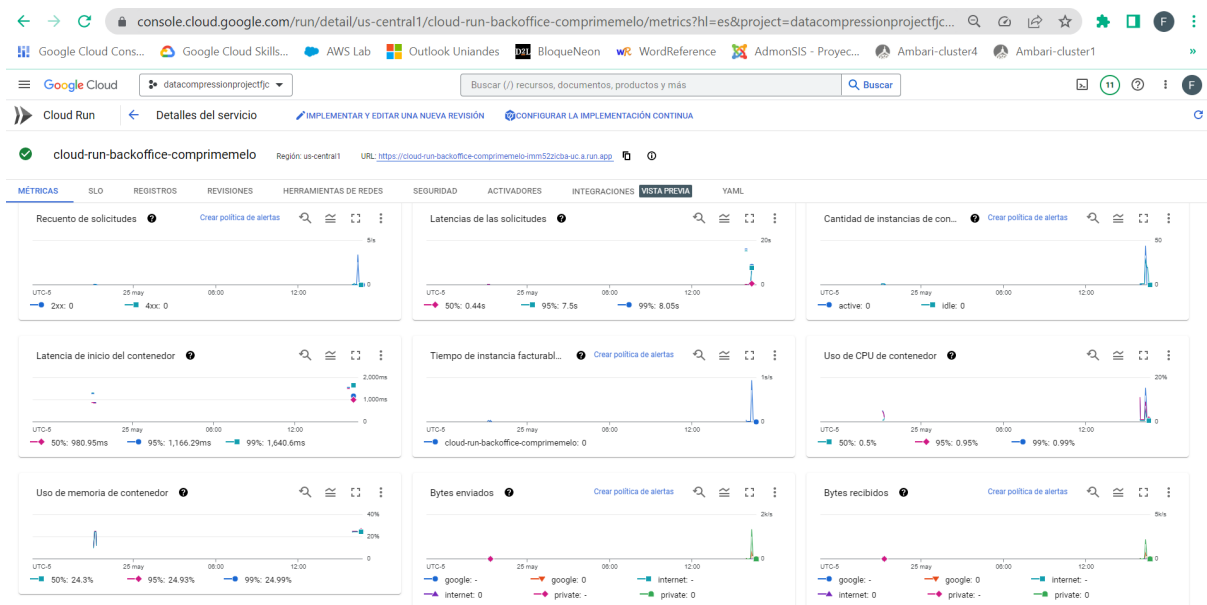 console.cloud.google.com/run/detail/us-central1/cloud-run-backoffice-comprimemelo/metrics?hl=es&project=datacompressionprojectfjc...
F
Google Cloud Cons... Google Cloud Skills... AWS Lab Outlook Uniandes D2L BloqueNeon WR WordReference AdmonSIS - Proyec... Ambari-cluster4 Ambari-cluster1 »
Google Cloud datacompressionprojectfjc Buscar (/) recursos, documentos, productos y más Buscar 11 F
Cloud Run Detalles del servicio IMPLEMENTAR Y EDITAR UNA NUEVA REVISIÓN CONFIGURAR LA IMPLEMENTACIÓN CONTINUA
cloud-run-backoffice-comprimemelo Región: us-central1 URL: https://cloud-run-backoffice-comprimemelo-imm52zicba-uc.a.run.app
MÉTRICAS SLO REGISTROS REVISIONES HERRAMIENTAS DE REDES SEGURIDAD ACTIVADORES INTEGRACIONES VISTA PREVIA YAML
Recuento de solicitudes Crear política de alertas
5/s
0
UTC-5 25 may 06:00 12:00
2xx: 0 4xx: 0
Latencias de las solicitudes
20s
0
UTC-5 25 may 06:00 12:00
50%: 0.44s 95%: 7.5s 99%: 8.05s
Cantidad de instancias de con... Crear política de alertas
50
0
UTC-5 25 may 06:00 12:00
active: 0 idle: 0
Latencia de inicio del contenedor
2,000ms
1,000ms
0
UTC-5 25 may 06:00 12:00
50%: 980.95ms 95%: 1,166.29ms 99%: 1,640.6ms
Tiempo de instancia facturabl... Crear política de alertas
1s/s
0
UTC-5 25 may 06:00 12:00
cloud-run-backoffice-comprimemelo: 0
Uso de CPU de contenedor
20%
0
UTC-5 25 may 06:00 12:00
50%: 0.5% 95%: 0.95% 99%: 0.99%
Uso de memoria de contenedor
40%
20%
0
UTC-5 25 may 06:00 12:00
50%: 24.3% 95%: 24.93% 99%: 24.99%
Bytes enviados Crear política de alertas
2k/s
0
UTC-5 25 may 06:00 12:00
google: - google: 0 internet: -
internet: 0 private: - private: 0
Bytes recibidos Crear política de alertas
5k/s
0
UTC-5 25 may 06:00 12:00
google: - google: 0 internet: -
internet: 0 private: - private: 0